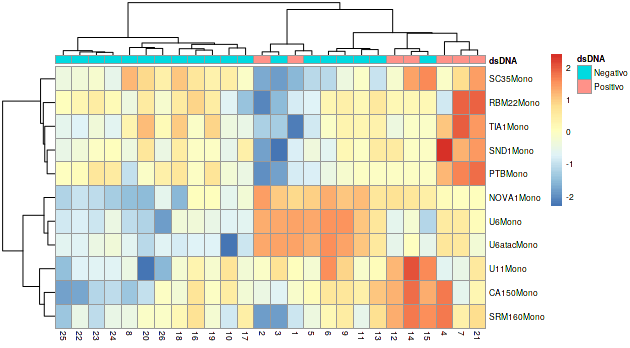 dsDNA
dsDNA
Negativo
Positivo
2
1
0
-1
-2
SC35Mono
RBM22Mono
TIA1Mono
SND1Mono
PTBMono
NOVA1Mono
U6Mono
U6atacMono
U11Mono
CA150Mono
SRM160Mono
25 22 23 24 8 20 26 18 16 19 10 17 2 3 1 5 6 9 11 13 12 14 15 4 7 21